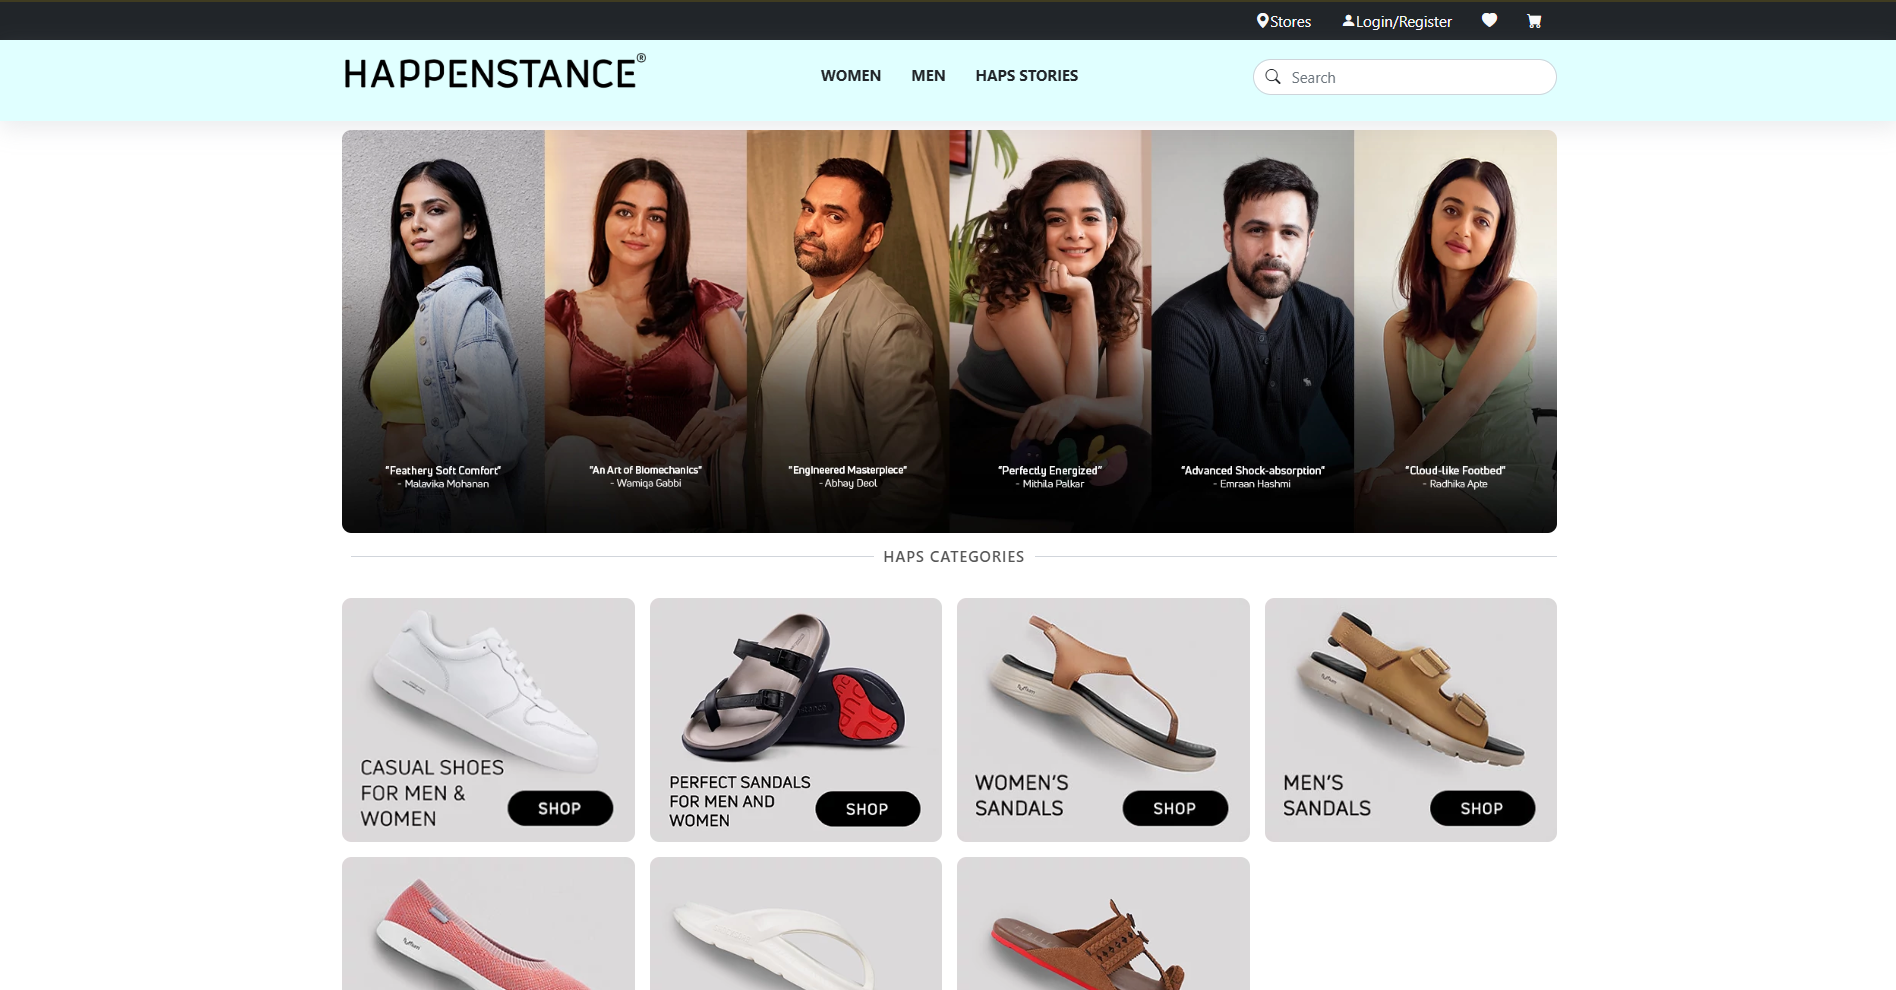 Stores
Login/Register
HAPPENSTANCE®
WOMEN
MEN
HAPS STORIES
Search
"Feathery Soft Comfort"
- Malavika Mohanan
"An Art of Biomechanics"
- Wamiqa Gabbi
"Engineered Masterpiece"
- Abhay Deol
"Perfectly Energized"
- Mithila Palkar
"Advanced Shock-absorption"
- Emraan Hashmi
"Cloud-like Footbed"
- Radhika Apte
HAPS CATEGORIES
CASUAL SHOES
FOR MEN &
WOMEN
SHOP
PERFECT SANDALS
FOR MEN AND
WOMEN
SHOP
WOMEN'S
SANDALS
SHOP
MEN'S
SANDALS
SHOP